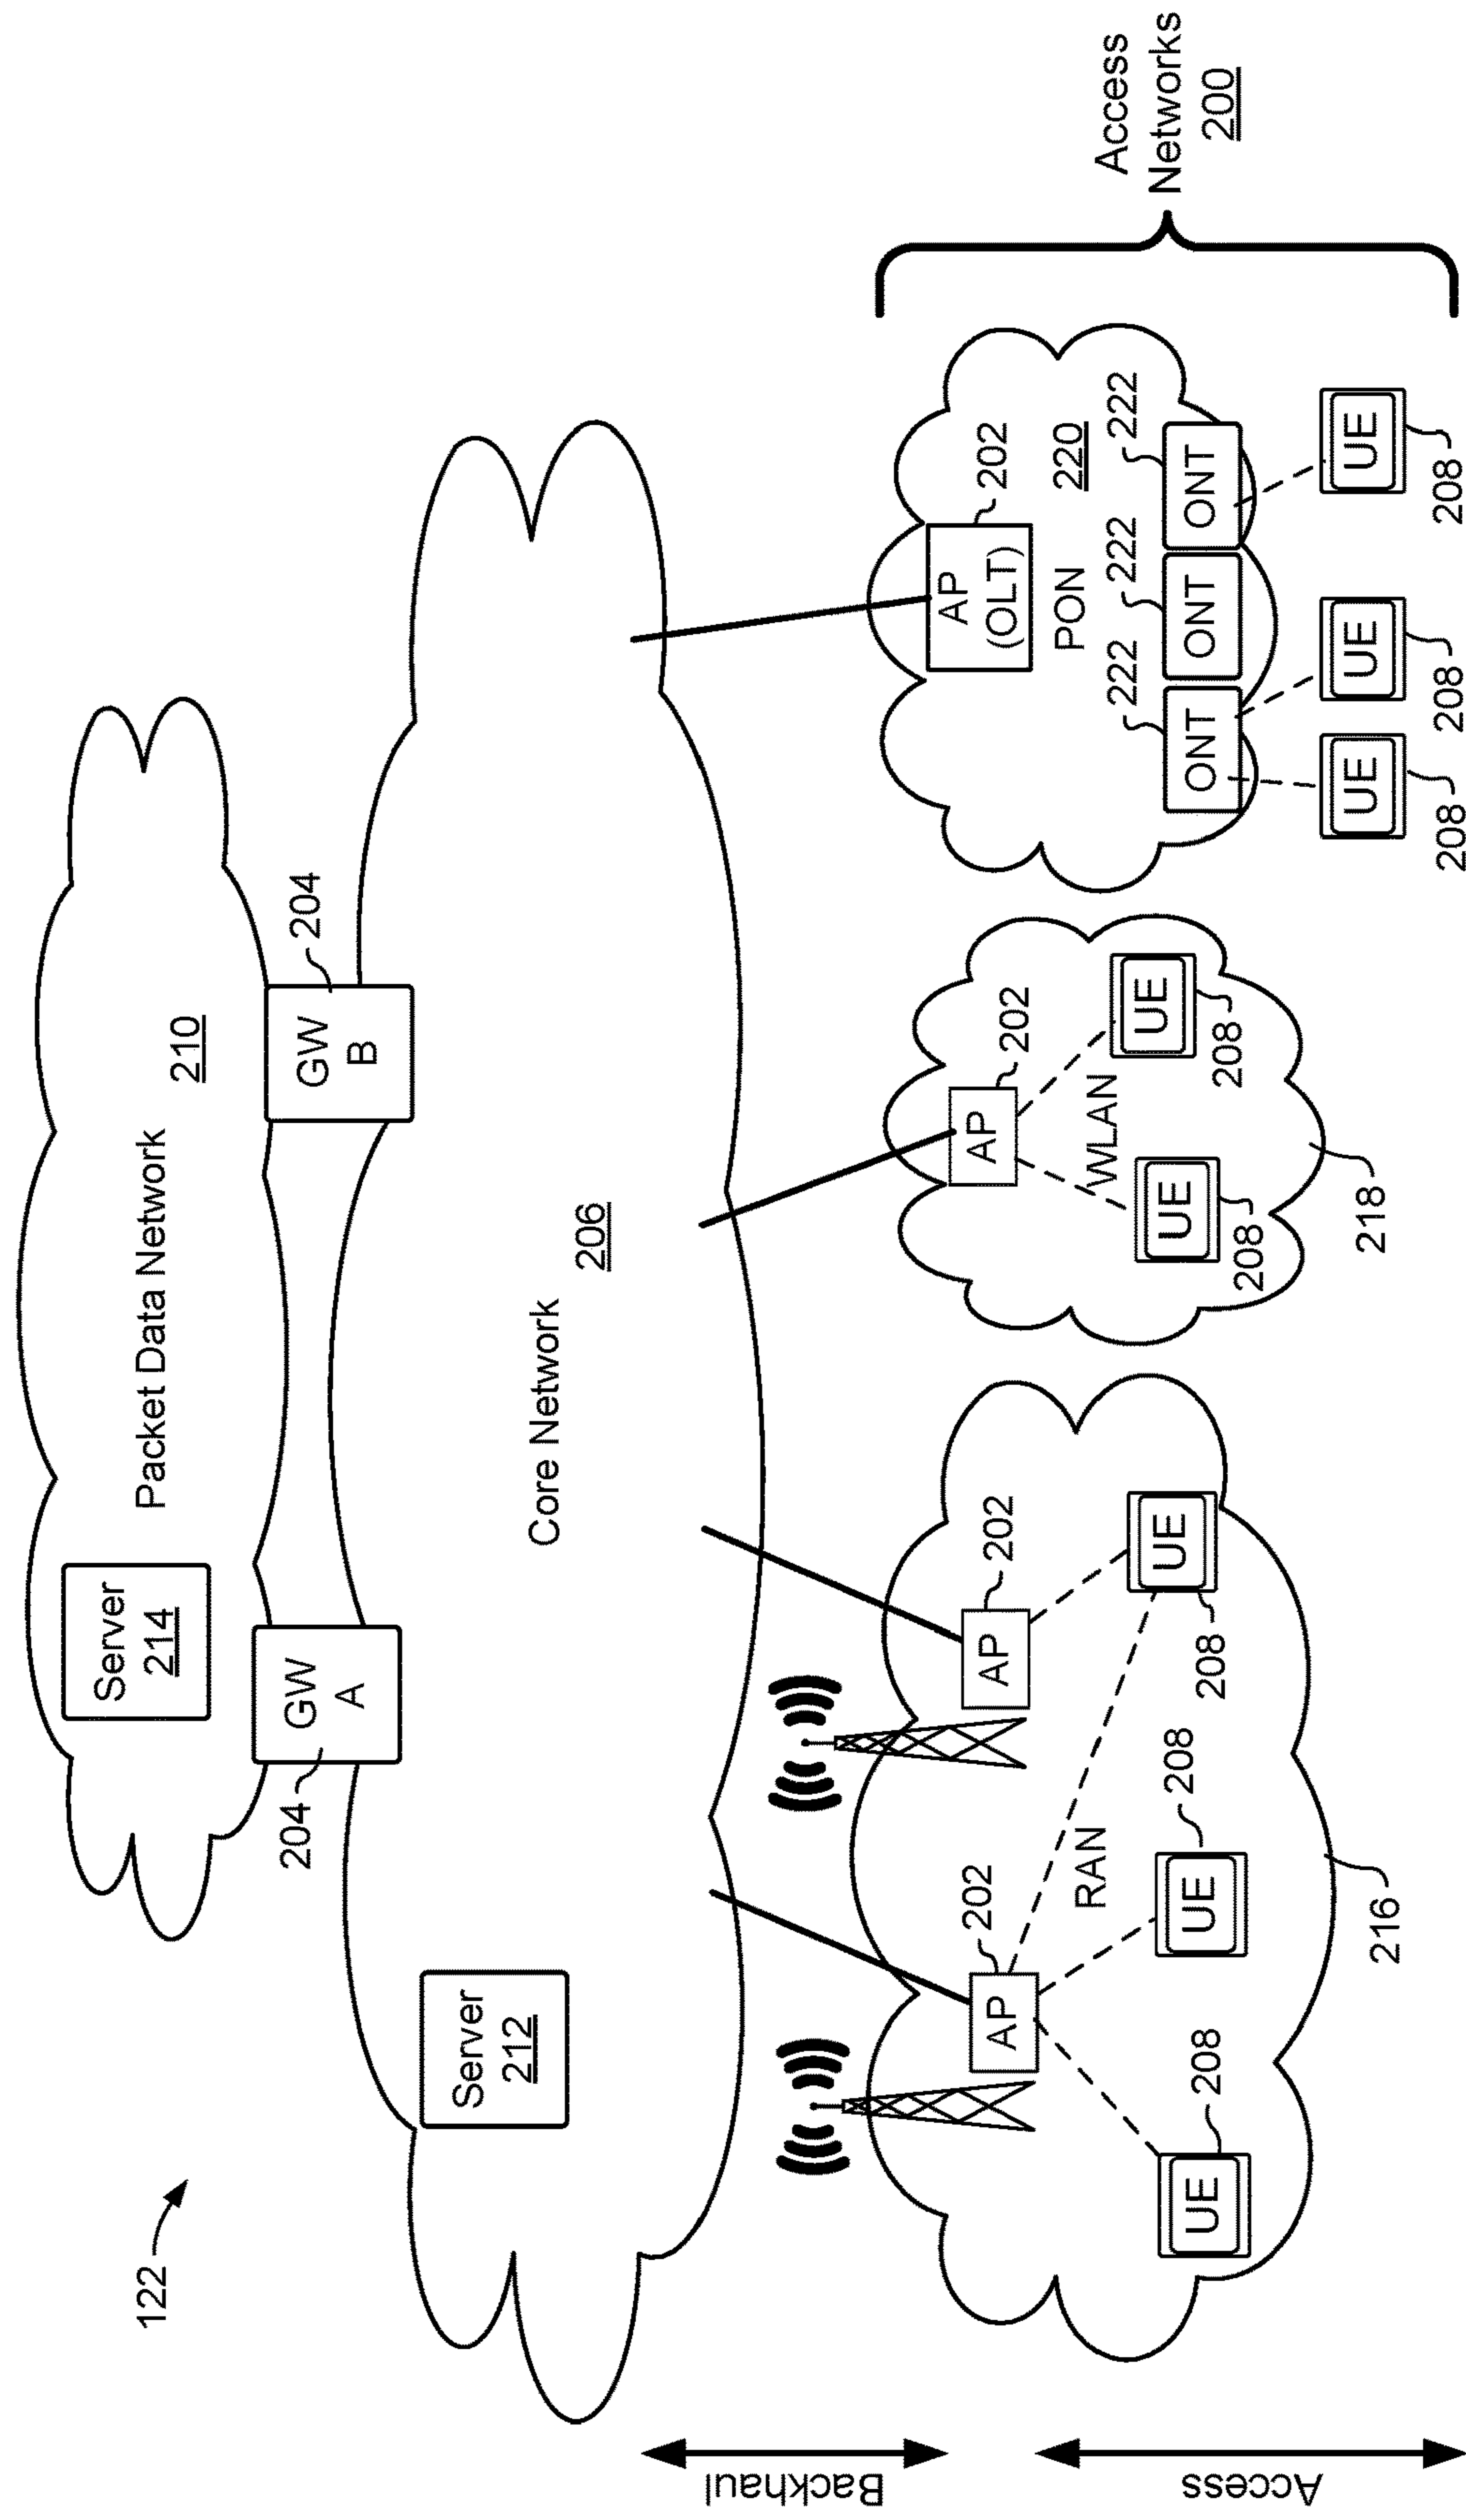 122
Packet Data Network
210
Server
214
GW
A
204
GW
B
204
Server
212
Core Network
206
Backhaul
Access
AP
202
AP
202
RAN
UE
208
UE
208
UE
208
216
AP
202
WLAN
UE
208
UE
208
218
AP
(OLT)
202
PON
220
222
222
222
ONT
ONT
ONT
UE
208
UE
208
UE
208
Access
Networks
200